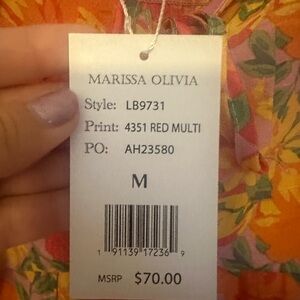 MARISSA OLIVIA
Style: LB9731
Print: 4351 RED MULTI
PO: AH23580
M
1 91139 17236 9
MSRP $70.00